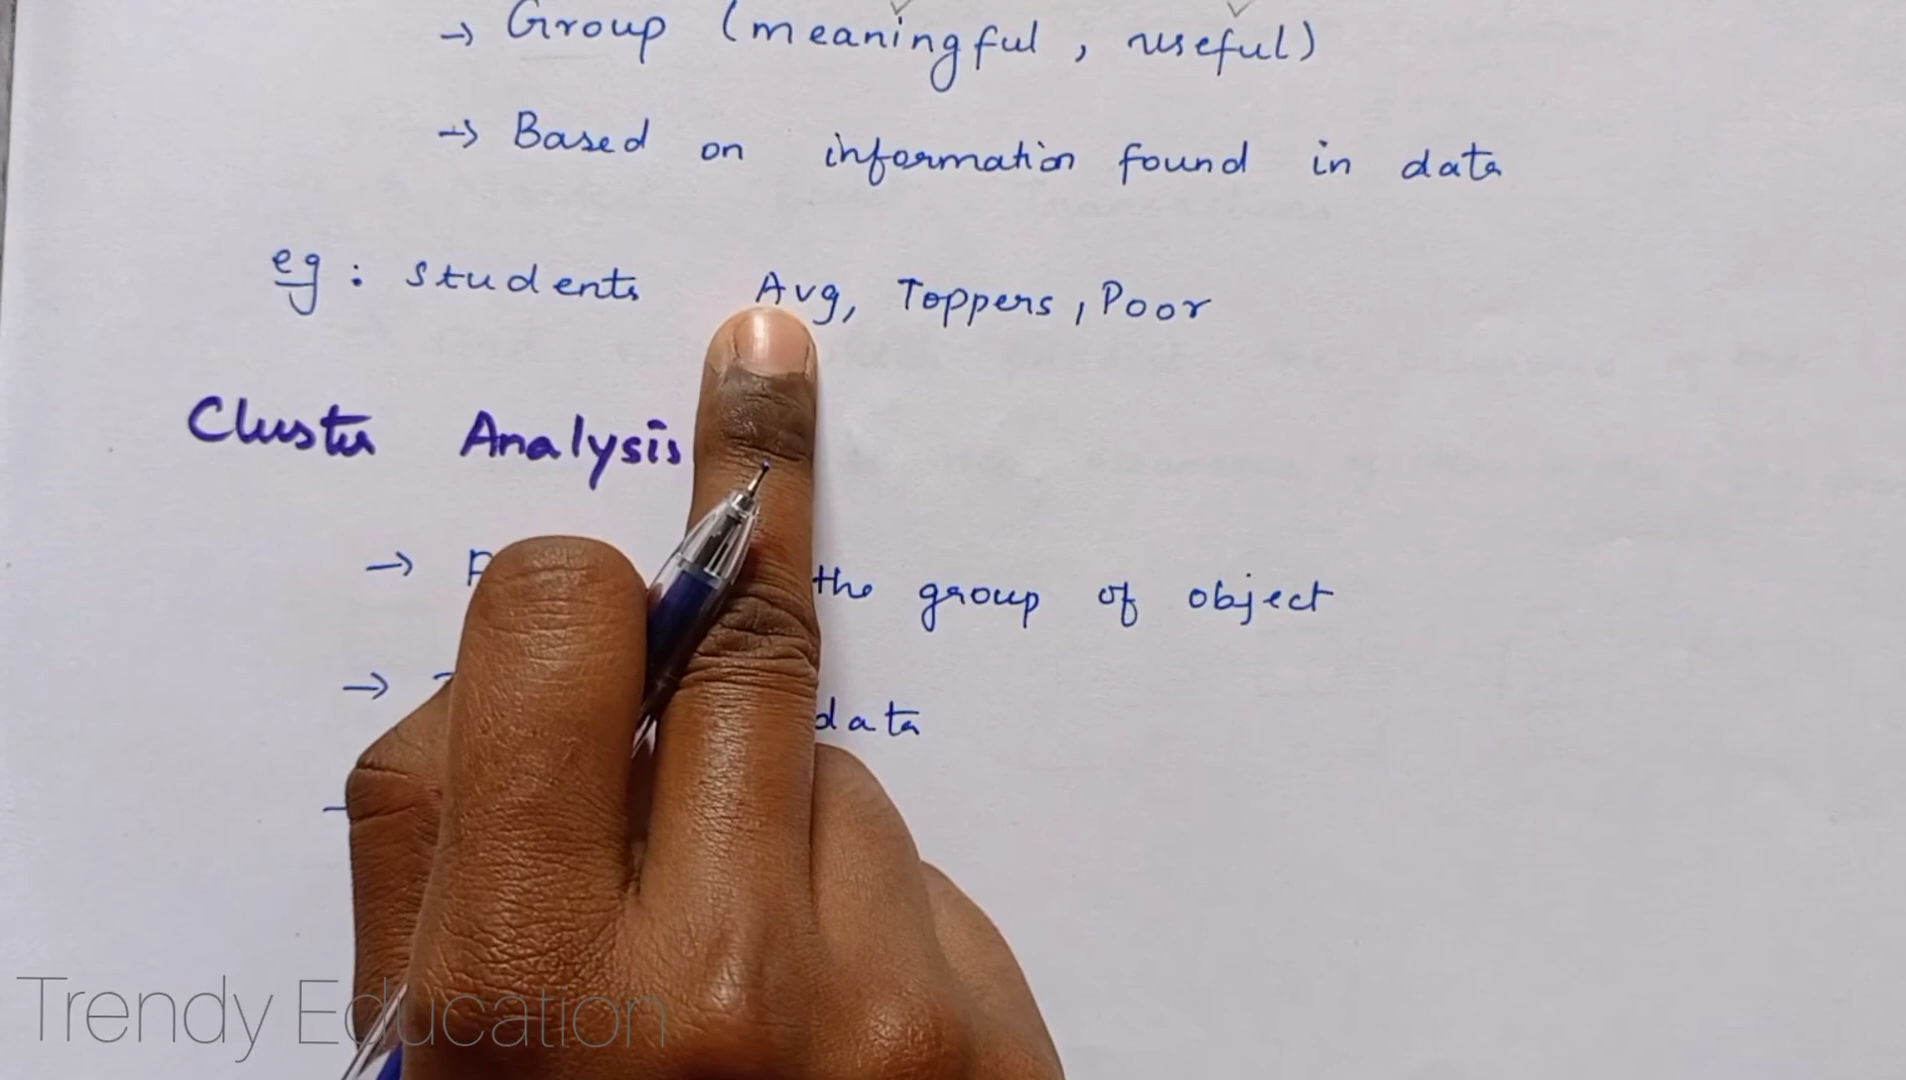 → Group (meaningful, useful)
→ Based on information found in data
eg: students Avg, Toppers, Poor
Cluster Analysis
→ the group of object
→ data
Trendy Education